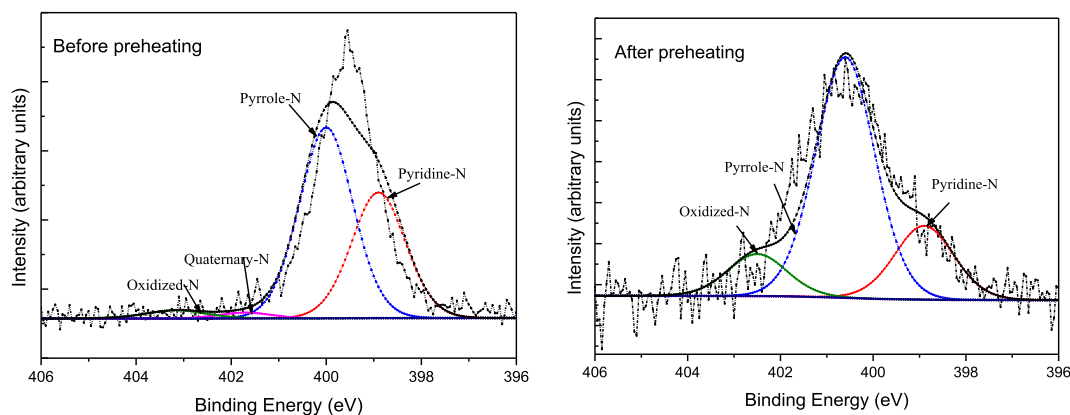 Before preheating
Pyrrole-N
Pyridine-N
Quaternary-N
Oxidized-N
Intensity (arbitrary units)
406 404 402 400 398 396
Binding Energy (eV)
After preheating
Pyrrole-N
Pyridine-N
Oxidized-N
Intensity (arbitrary units)
406 404 402 400 398 396
Binding Energy (eV)